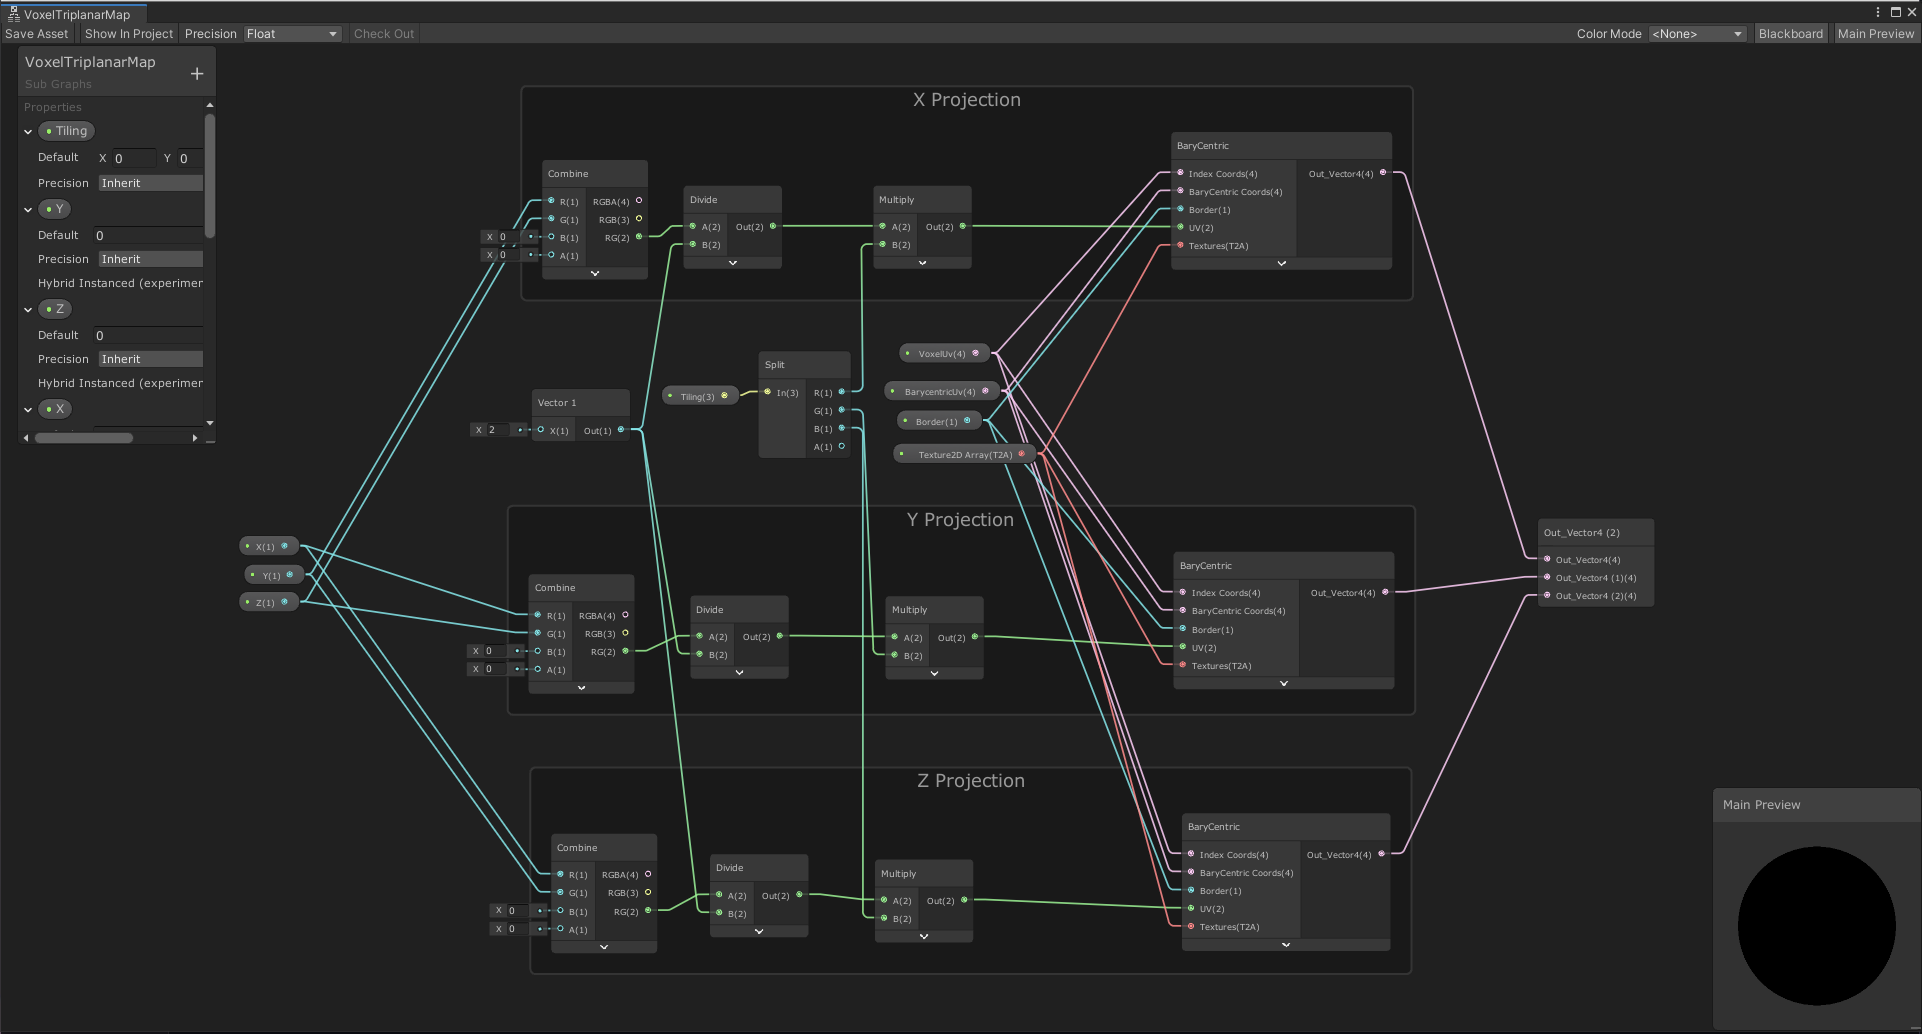 VoxelTriplanarMap
Save Asset Show In Project Precision Float Check Out Color Mode <None> Blackboard Main Preview
VoxelTriplanarMap
Sub Graphs
Properties
Tiling
Default X 0 Y 0
Precision Inherit
Y
Default 0
Precision Inherit
Hybrid Instanced (experimen
Z
Default 0
Precision Inherit
Hybrid Instanced (experimen
X
X(1)
Y(1)
Z(1)
X Projection
Combine
R(1) RGBA(4)
G(1) RGB(3)
X 0 B(1) RG(2)
X 0 A(1)
Divide
A(2) Out(2)
B(2)
Multiply
A(2) Out(2)
B(2)
BaryCentric
Index Coords(4) Out_Vector4(4)
BaryCentric Coords(4)
Border(1)
UV(2)
Textures(T2A)
Vector 1
X 2 X(1) Out(1)
Tiling(3)
Split
In(3) R(1)
G(1)
B(1)
A(1)
VoxelUv(4)
BarycentricUv(4)
Border(1)
Texture2D Array(T2A)
Y Projection
Combine
R(1) RGBA(4)
G(1) RGB(3)
X 0 B(1) RG(2)
X 0 A(1)
Divide
A(2) Out(2)
B(2)
Multiply
A(2) Out(2)
B(2)
BaryCentric
Index Coords(4) Out_Vector4(4)
BaryCentric Coords(4)
Border(1)
UV(2)
Textures(T2A)
Out_Vector4 (2)
Out_Vector4(4)
Out_Vector4 (1)(4)
Out_Vector4 (2)(4)
Z Projection
Combine
R(1) RGBA(4)
G(1) RGB(3)
X 0 B(1) RG(2)
X 0 A(1)
Divide
A(2) Out(2)
B(2)
Multiply
A(2) Out(2)
B(2)
BaryCentric
Index Coords(4) Out_Vector4(4)
BaryCentric Coords(4)
Border(1)
UV(2)
Textures(T2A)
Main Preview